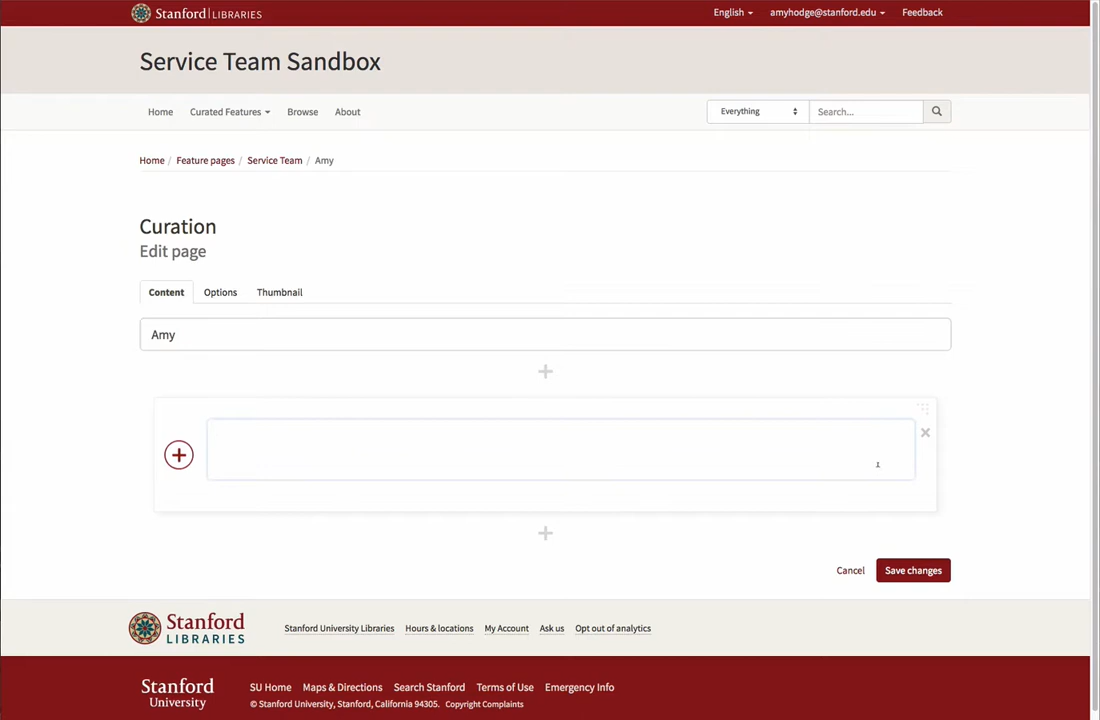 Stanford LIBRARIES English amyhodge@stanford.edu Feedback
Service Team Sandbox
Home Curated Features Browse About Everything Search...
Home / Feature pages / Service Team / Amy
Curation
Edit page
Content Options Thumbnail
Amy
Cancel Save changes
Stanford
LIBRARIES
Stanford University Libraries Hours & locations My Account Ask us Opt out of analytics
Stanford
University
SU Home Maps & Directions Search Stanford Terms of Use Emergency Info
© Stanford University, Stanford, California 94305. Copyright Complaints